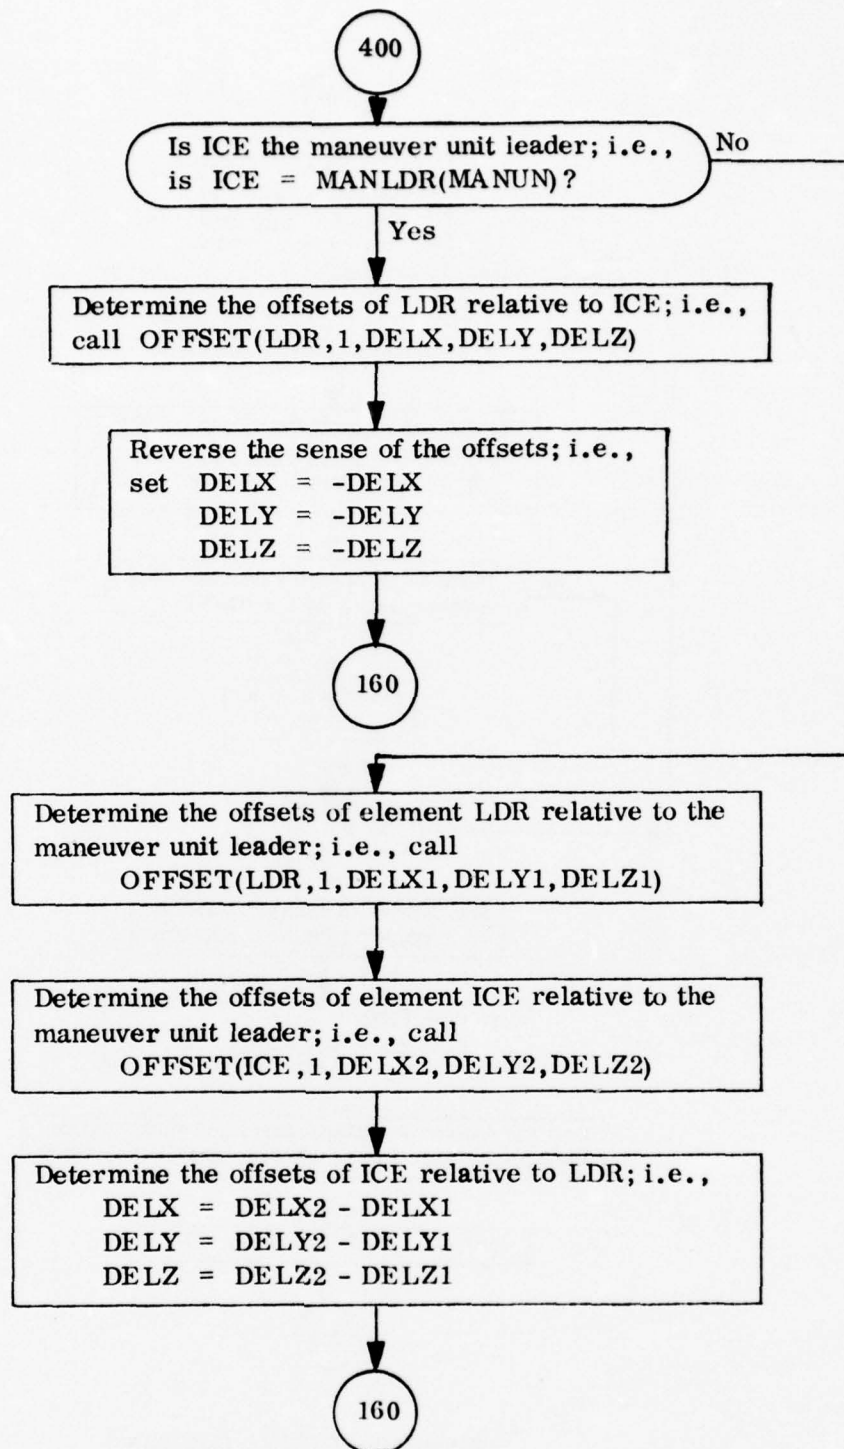 400
Is ICE the maneuver unit leader; i.e.,
is ICE = MANLDR(MANUN)?
No
Yes
Determine the offsets of LDR relative to ICE; i.e.,
call OFFSET(LDR,1,DELX,DELY,DELZ)
Reverse the sense of the offsets; i.e.,
set DELX = -DELX
DELY = -DELY
DELZ = -DELZ
160
Determine the offsets of element LDR relative to the
maneuver unit leader; i.e., call
OFFSET(LDR,1,DELX1,DELY1,DELZ1)
Determine the offsets of element ICE relative to the
maneuver unit leader; i.e., call
OFFSET(ICE,1,DELX2,DELY2,DELZ2)
Determine the offsets of ICE relative to LDR; i.e.,
DELX = DELX2 - DELX1
DELY = DELY2 - DELY1
DELZ = DELZ2 - DELZ1
160